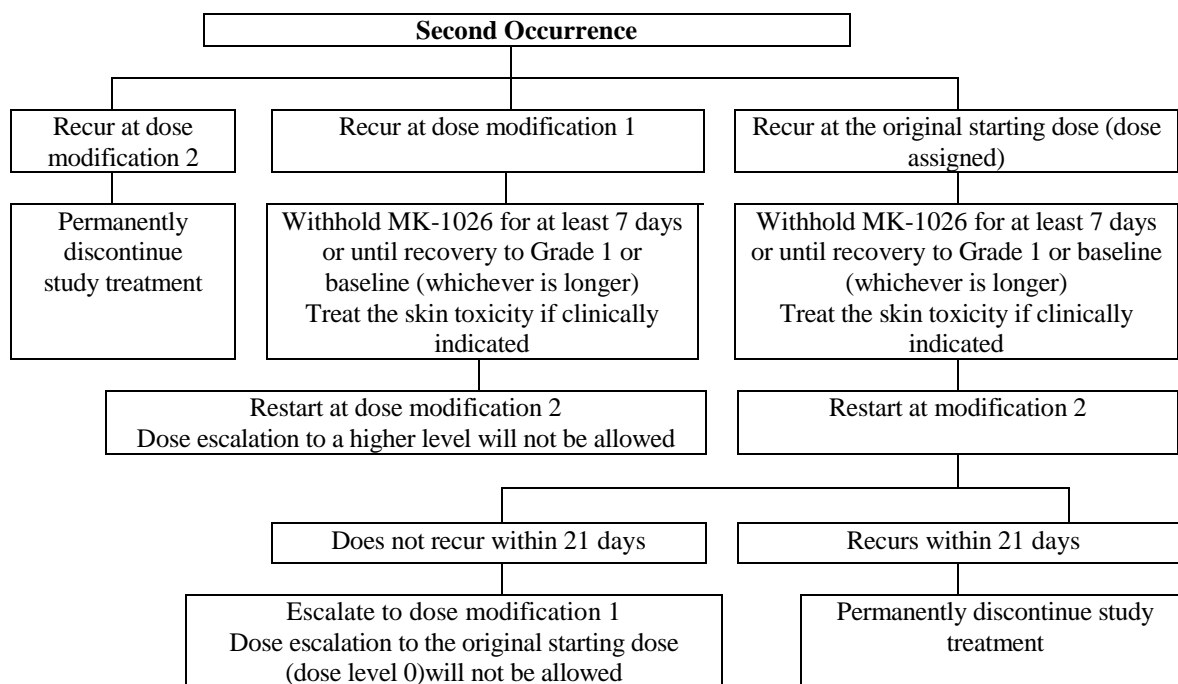 Second Occurrence
Recur at dose
modification 2
Recur at dose modification 1
Recur at the original starting dose (dose
assigned)
Permanently
discontinue
study treatment
Withhold MK-1026 for at least 7 days
or until recovery to Grade 1 or
baseline (whichever is longer)
Treat the skin toxicity if clinically
indicated
Withhold MK-1026 for at least 7 days
or until recovery to Grade 1 or baseline
(whichever is longer)
Treat the skin toxicity if clinically
indicated
Restart at dose modification 2
Dose escalation to a higher level will not be allowed
Restart at modification 2
Does not recur within 21 days
Recurs within 21 days
Escalate to dose modification 1
Dose escalation to the original starting dose
(dose level 0)will not be allowed
Permanently discontinue study
treatment